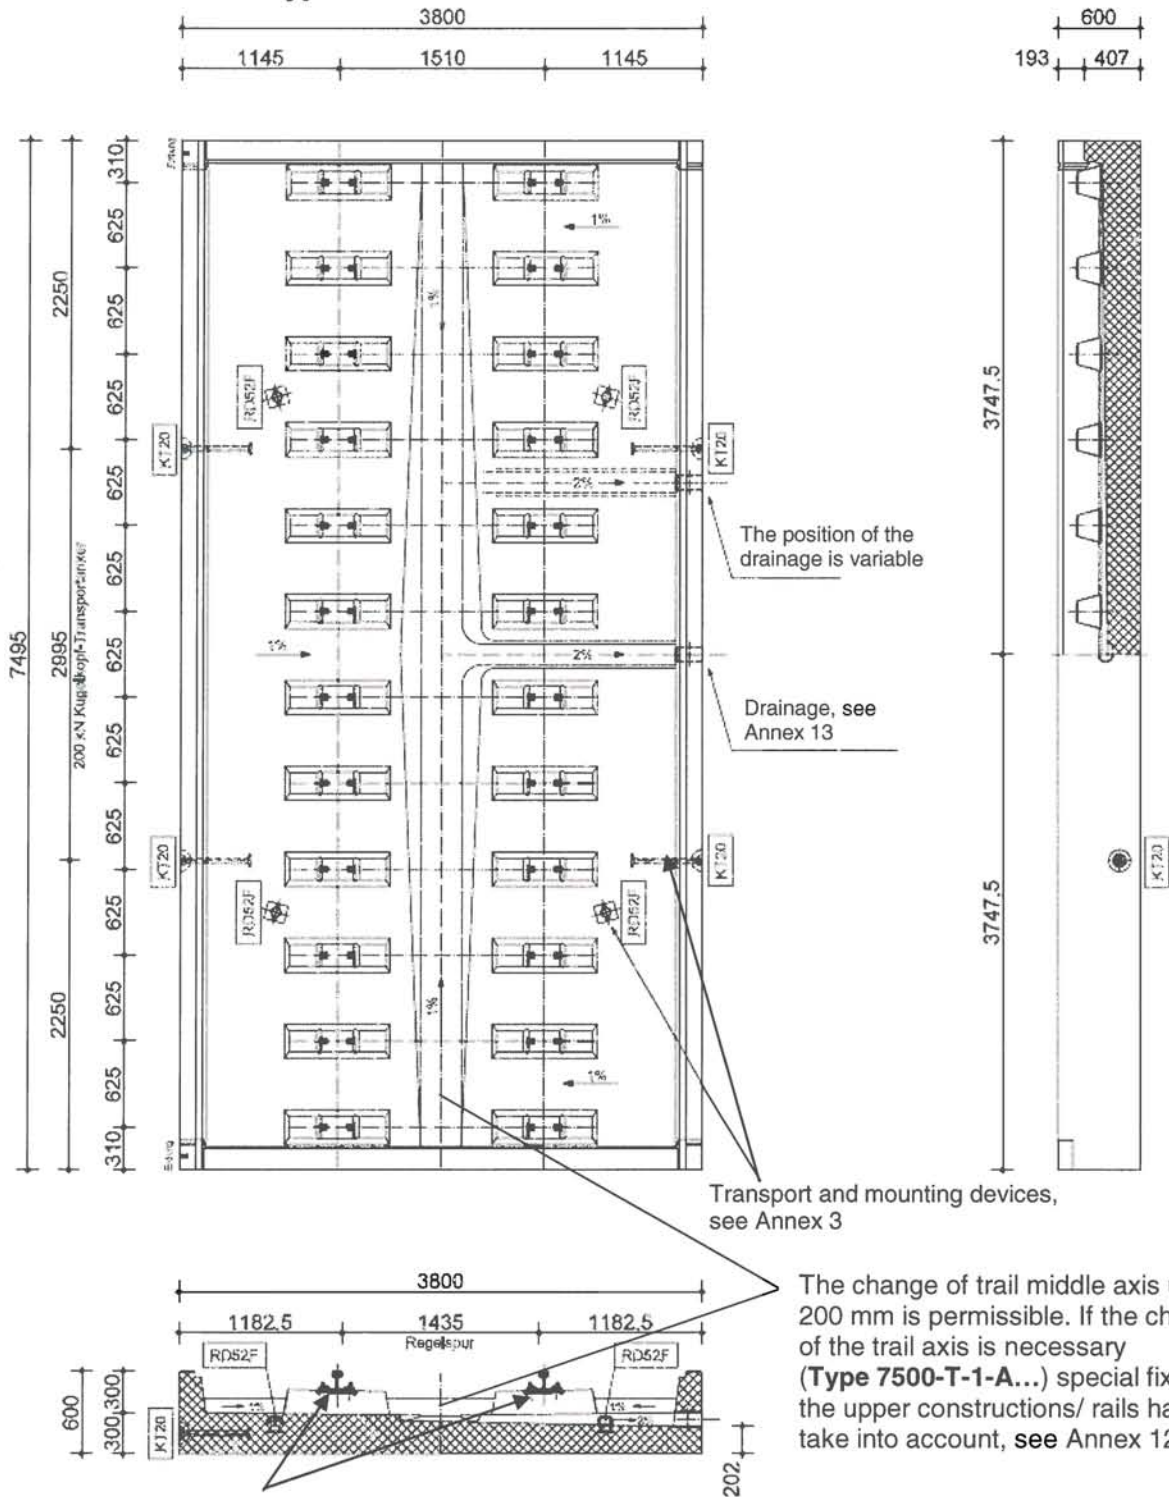 3800
600
1145 1510 1145
193 407
310
625
625
625
625
625
625
625
625
625
625
625
310
2250
2995
2250
7495
200 kN Kugelkopf-Transportanker
1%
1%
RD52F
RD52F
KT20
KT20
2%
The position of the
drainage is variable
1%
2%
Drainage, see
Annex 13
KT20
KT20
RD52F
RD52F
1%
1%
3747.5
3747.5
KT20
Transport and mounting devices,
see Annex 3
3800
1182.5 1435 1182.5
Regelspur
RD52F
RD52F
600
300 300
KT20
1%
1%
2%
202
The change of trail middle axis
200 mm is permissible. If the
of the trail axis is necessary
(Type 7500-T-1-A...) special
the upper constructions/ rails
take into account, see Annex 12